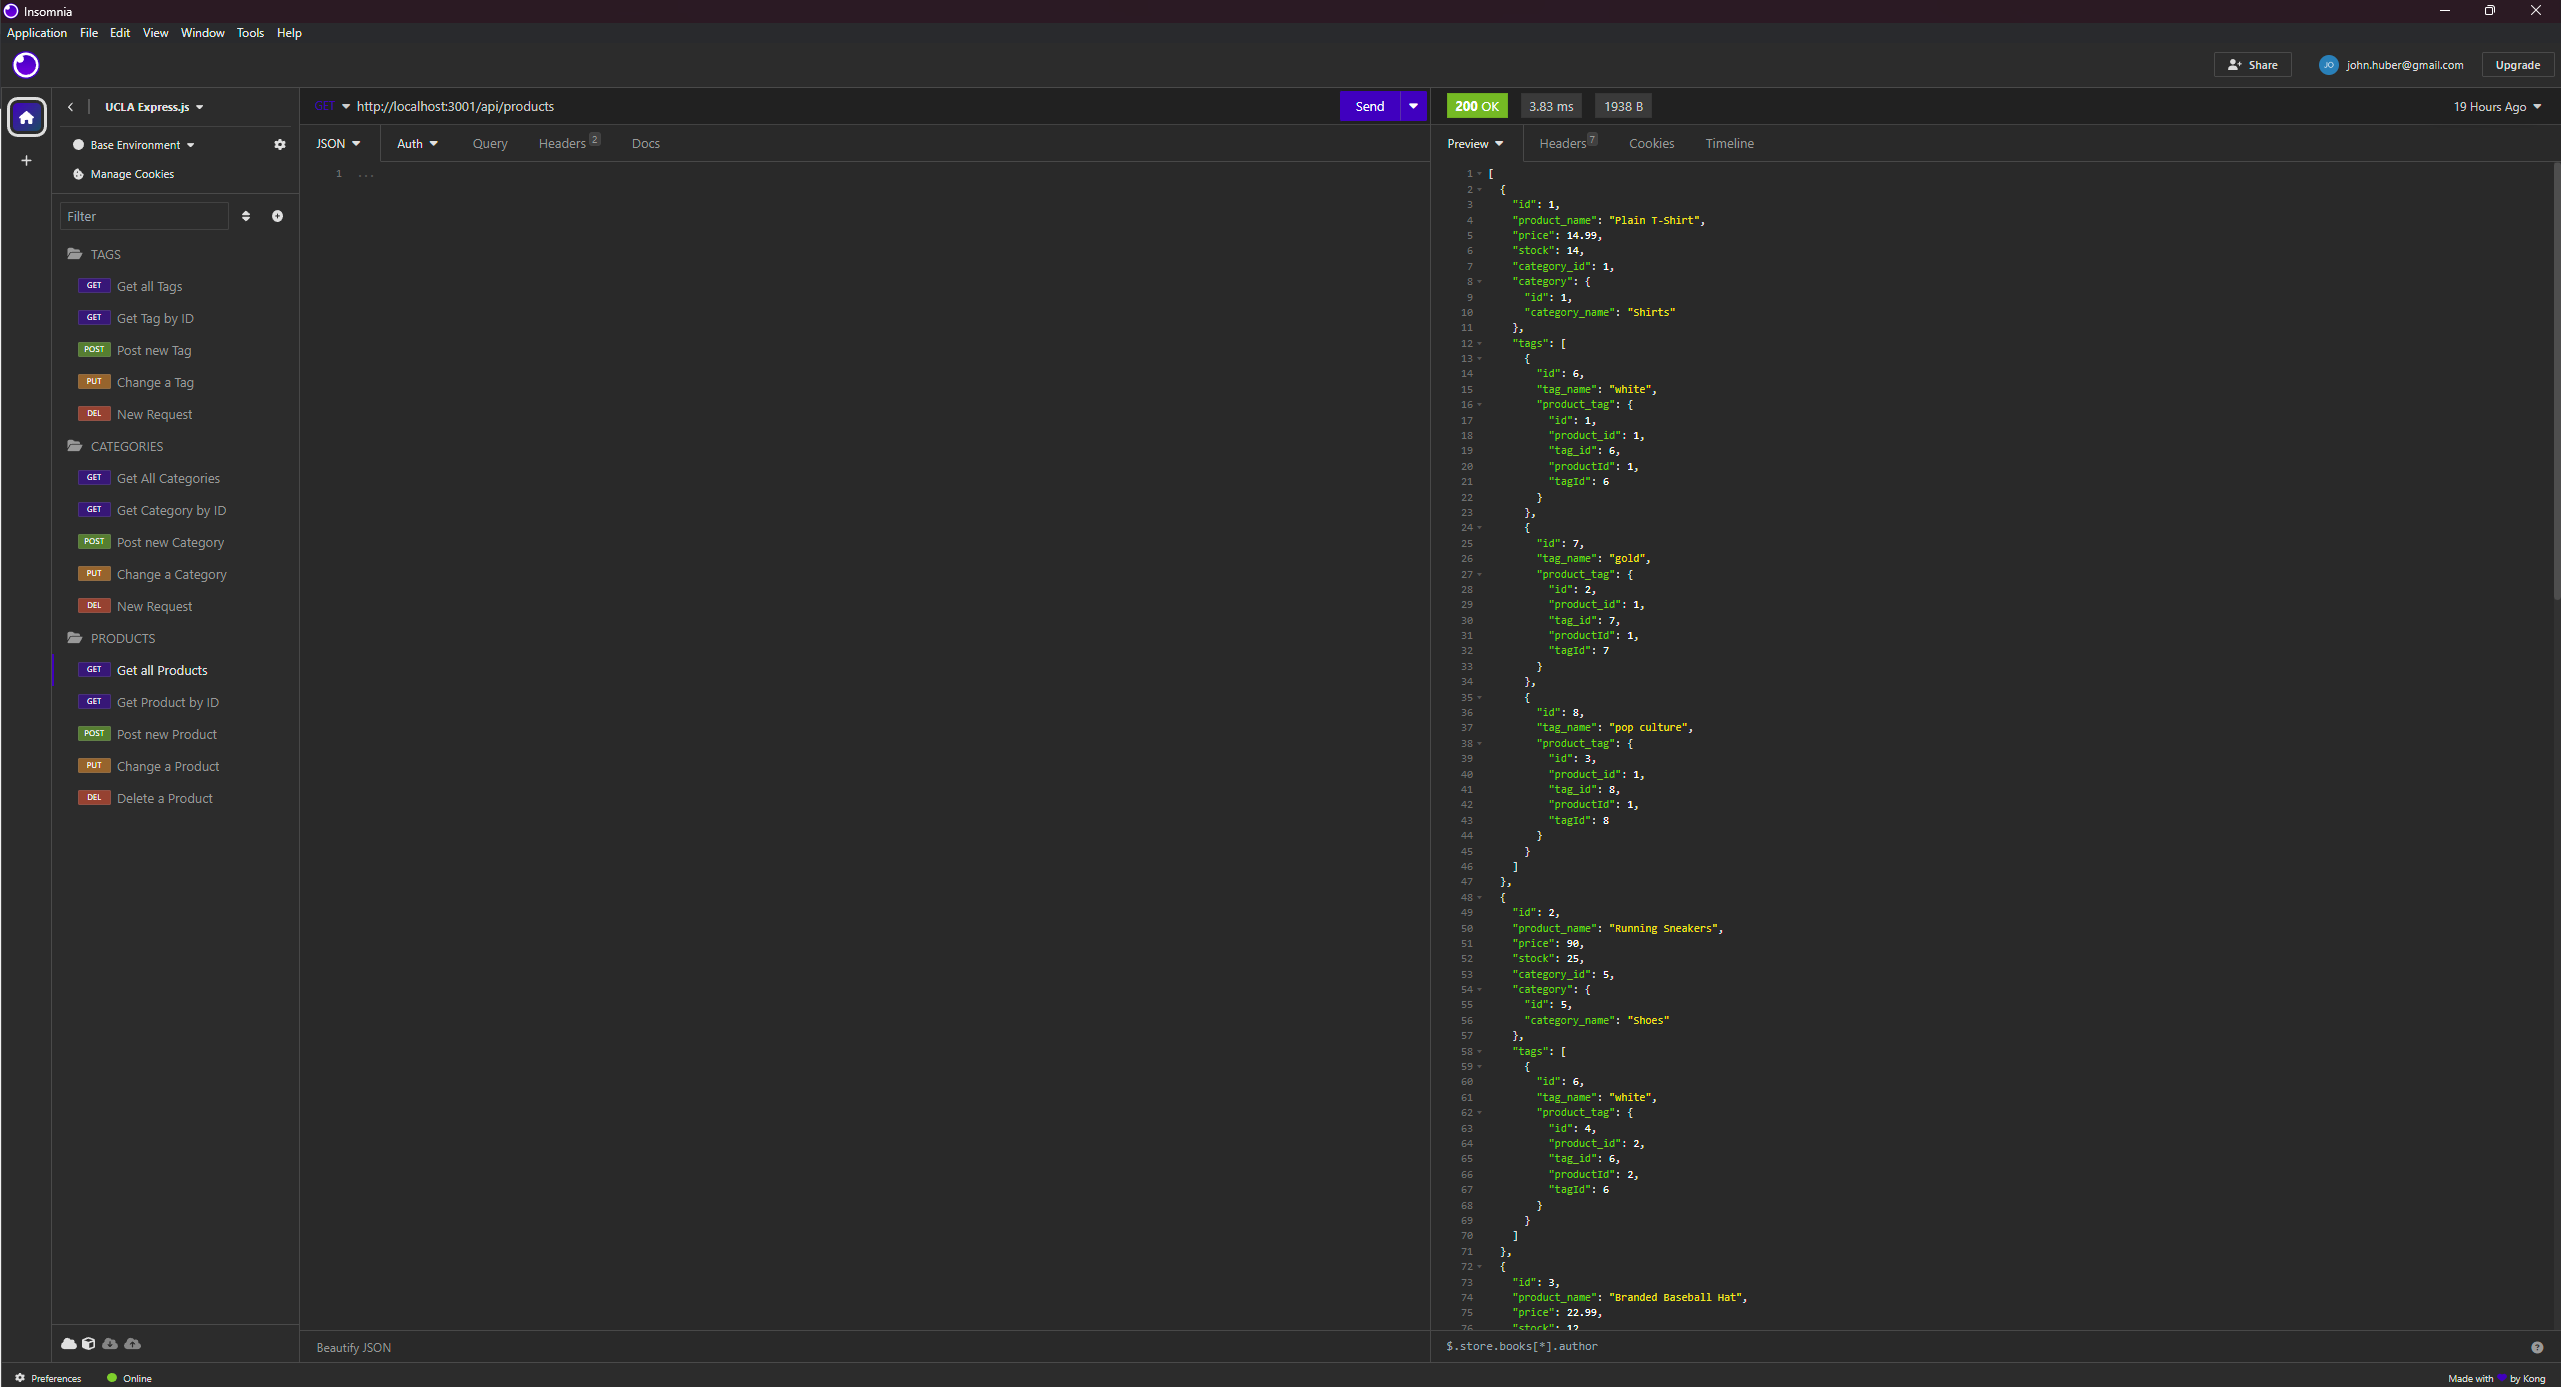 Insomnia
Application File Edit View Window Tools Help
Share JO john.huber@gmail.com Upgrade
UCLA Express.js
Base Environment
Manage Cookies
Filter
TAGS
GET Get all Tags
GET Get Tag by ID
POST Post new Tag
PUT Change a Tag
DEL New Request
CATEGORIES
GET Get All Categories
GET Get Category by ID
POST Post new Category
PUT Change a Category
DEL New Request
PRODUCTS
GET Get all Products
GET Get Product by ID
POST Post new Product
PUT Change a Product
DEL Delete a Product
GET http://localhost:3001/api/products Send
JSON Auth Query Headers 2 Docs
1 ...
Beautify JSON
200 OK 3.83 ms 1938 B 19 Hours Ago
Preview Headers 7 Cookies Timeline
1 [
2 {
3 "id": 1,
4 "product_name": "Plain T-Shirt",
5 "price": 14.99,
6 "stock": 14,
7 "category_id": 1,
8 "category": {
9 "id": 1,
10 "category_name": "Shirts"
11 },
12 "tags": [
13 {
14 "id": 6,
15 "tag_name": "white",
16 "product_tag": {
17 "id": 1,
18 "product_id": 1,
19 "tag_id": 6,
20 "productId": 1,
21 "tagId": 6
22 }
23 },
24 {
25 "id": 7,
26 "tag_name": "gold",
27 "product_tag": {
28 "id": 2,
29 "product_id": 1,
30 "tag_id": 7,
31 "productId": 1,
32 "tagId": 7
33 }
34 },
35 {
36 "id": 8,
37 "tag_name": "pop culture",
38 "product_tag": {
39 "id": 3,
40 "product_id": 1,
41 "tag_id": 8,
42 "productId": 1,
43 "tagId": 8
44 }
45 }
46 ]
47 },
48 {
49 "id": 2,
50 "product_name": "Running Sneakers",
51 "price": 90,
52 "stock": 25,
53 "category_id": 5,
54 "category": {
55 "id": 5,
56 "category_name": "Shoes"
57 },
58 "tags": [
59 {
60 "id": 6,
61 "tag_name": "white",
62 "product_tag": {
63 "id": 4,
64 "product_id": 2,
65 "tag_id": 6,
66 "productId": 2,
67 "tagId": 6
68 }
69 }
70 ]
71 },
72 {
73 "id": 3,
74 "product_name": "Branded Baseball Hat",
75 "price": 22.99,
76 "stock": 12,
$.store.books[*].author
Preferences Online
Made with by Kong